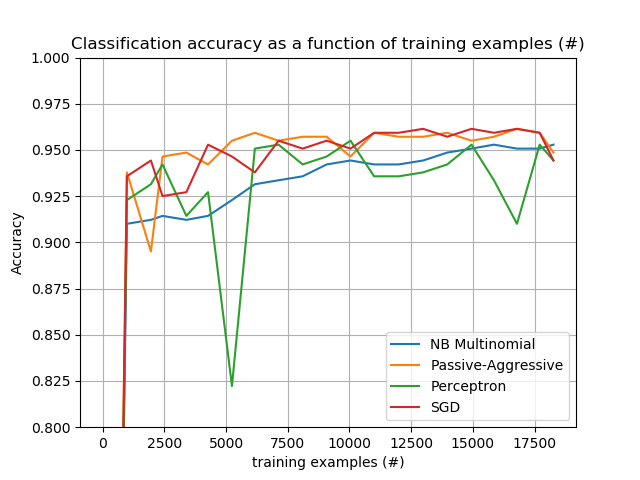 Classification accuracy as a function of training examples (#)
1.000
0.975
0.950
0.925
0.900
0.875
0.850
0.825
0.800
Accuracy
NB Multinomial
Passive-Aggressive
Perceptron
SGD
0 2500 5000 7500 10000 12500 15000 17500
training examples (#)